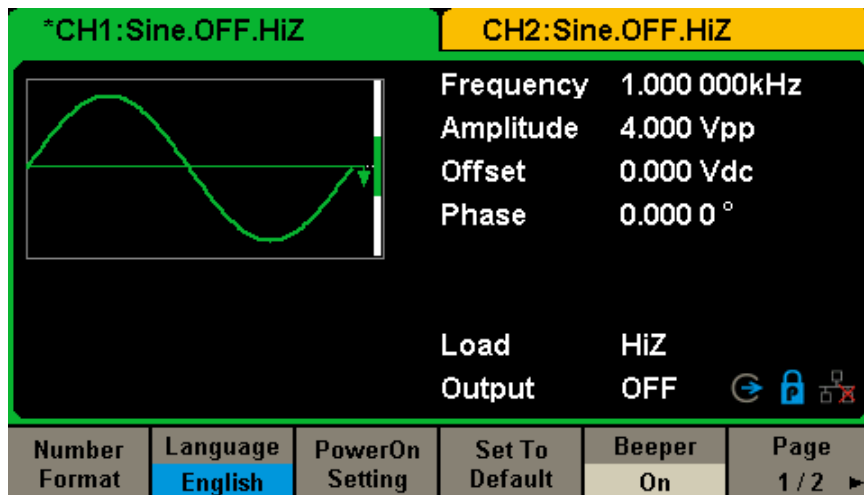 *CH1:Sine.OFF.HiZ
CH2:Sine.OFF.HiZ
Frequency 1.000 000kHz
Amplitude 4.000 Vpp
Offset 0.000 Vdc
Phase 0.000 0 °
Load HiZ
Output OFF
P
Number Format
Language English
PowerOn Setting
Set To Default
Beeper On
Page 1 / 2